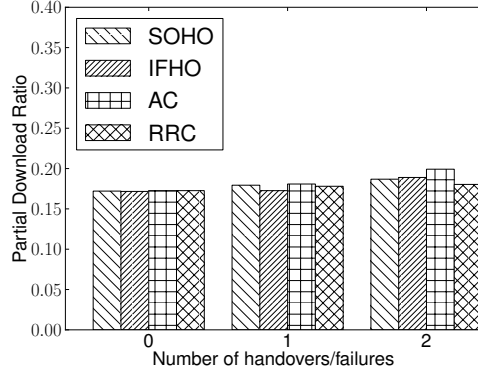 0.40
0.35
0.30
0.25
0.20
0.15
0.10
0.05
0.00
Partial Download Ratio
SOHO
IFHO
AC
RRC
0 1 2
Number of handovers/failures